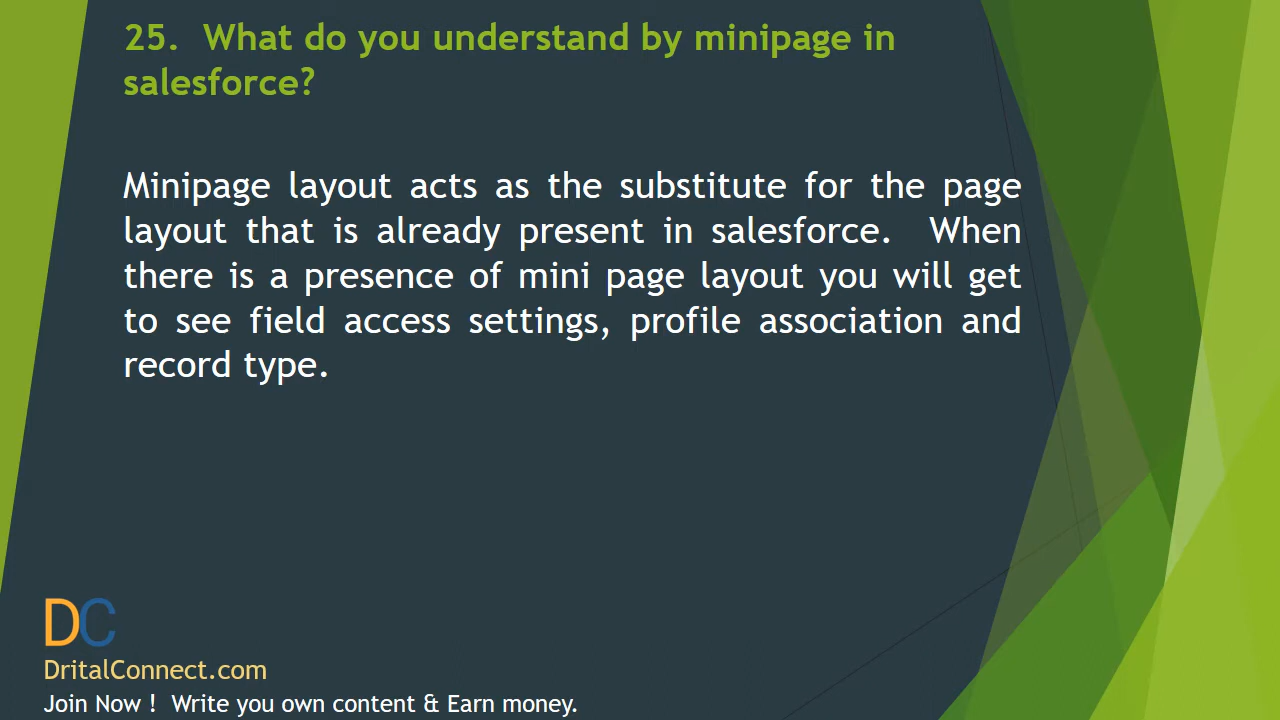 25.  What do you understand by minipage in
salesforce?
Minipage layout acts as the substitute for the page
layout that is already present in salesforce.  When
there is a presence of mini page layout you will get
to see field access settings, profile association and
record type.
DC
DritalConnect.com
Join Now !  Write you own content & Earn money.